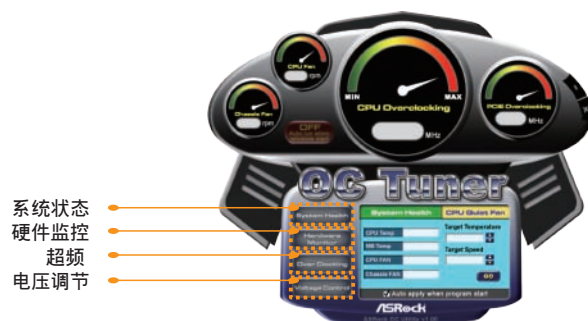 CPU Fan
rpm
Chassis Fan
rpm
MIN
MAX
CPU Overclocking
MHz
PCIE Overclocking
MHz
OFF
OC Tuner
系统状态
硬件监控
超频
电压调节
System Health
Hardware Monitor
Over Clocking
Voltage Control
System Health
CPU Quiet Fan
CPU Temp
MB Temp
CPU FAN
Chassis FAN
Target Temperature
Target Speed
GO
Auto apply when program start
ASRock